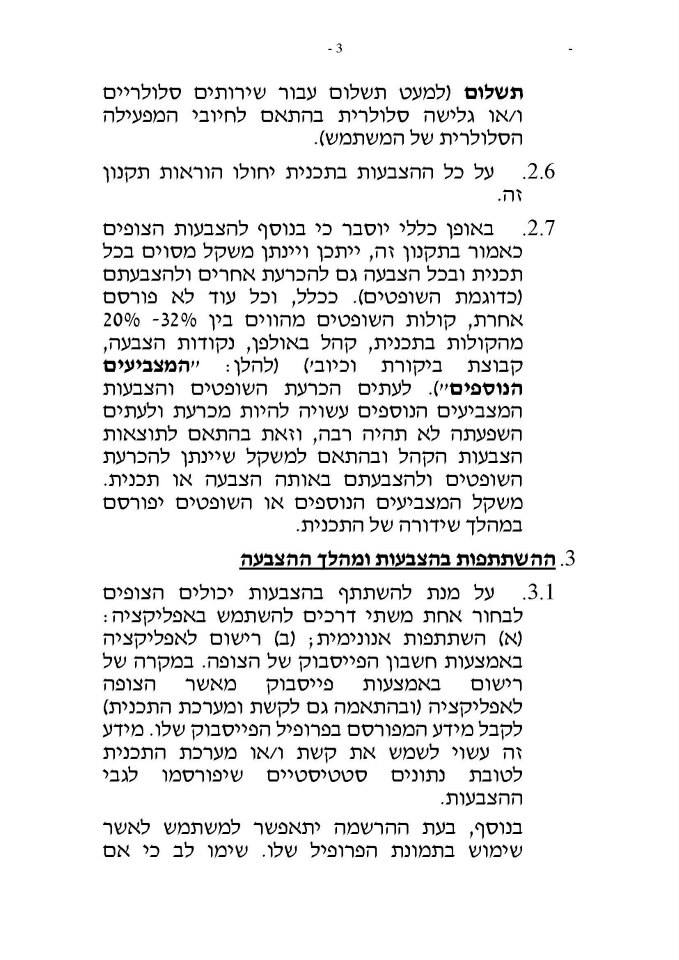 - 3 -
תשלום (למעט תשלום עבור שירותים סלולריים
ו/או גלישה סלולרית בהתאם לחיובי המפעילה
הסלולרית של המשתמש).
2.6. על כל ההצבעות בתכנית יחולו הוראות תקנון
זה.
2.7. באופן כללי יוסבר כי בנוסף להצבעות הצופים
כאמור בתקנון זה, ייתכן ויינתן משקל מסוים בכל
תכנית ובכל הצבעה גם להכרעת אחרים ולהצבעתם
(כדוגמת השופטים). ככלל, וכל עוד לא פורסם
אחרת, קולות השופטים מהווים בין 32%- 20%
מהקולות בתכנית, קהל באולפן, נקודות הצבעה,
קבוצת ביקורת וכיוב') (להלן: "המצביעים
הנוספים"). לעתים הכרעת השופטים והצבעות
המצביעים הנוספים עשויה להיות מכרעת ולעתים
השפעתה לא תהיה רבה, וזאת בהתאם לתוצאות
הצבעות הקהל ובהתאם למשקל שיינתן להכרעת
השופטים ולהצבעתם באותה הצבעה או תכנית.
משקל המצביעים הנוספים או השופטים יפורסם
במהלך שידורה של התכנית.
3. ההשתתפות בהצבעות ומהלך ההצבעה
3.1. על מנת להשתתף בהצבעות יכולים הצופים
לבחור אחת משתי דרכים להשתמש באפליקציה:
(א) השתתפות אנונימית; (ב) רישום לאפליקציה
באמצעות חשבון הפייסבוק של הצופה. במקרה של
רישום באמצעות פייסבוק מאשר הצופה
לאפליקציה (ובהתאמה גם לקשת ומערכת התכנית)
לקבל מידע המפורסם בפרופיל הפייסבוק שלו. מידע
זה עשוי לשמש את קשת ו/או מערכת התכנית
לטובת נתונים סטטיסטיים שיפורסמו לגבי
ההצבעות.
בנוסף, בעת ההרשמה יתאפשר למשתמש לאשר
שימוש בתמונת הפרופיל שלו. שימו לב כי אם